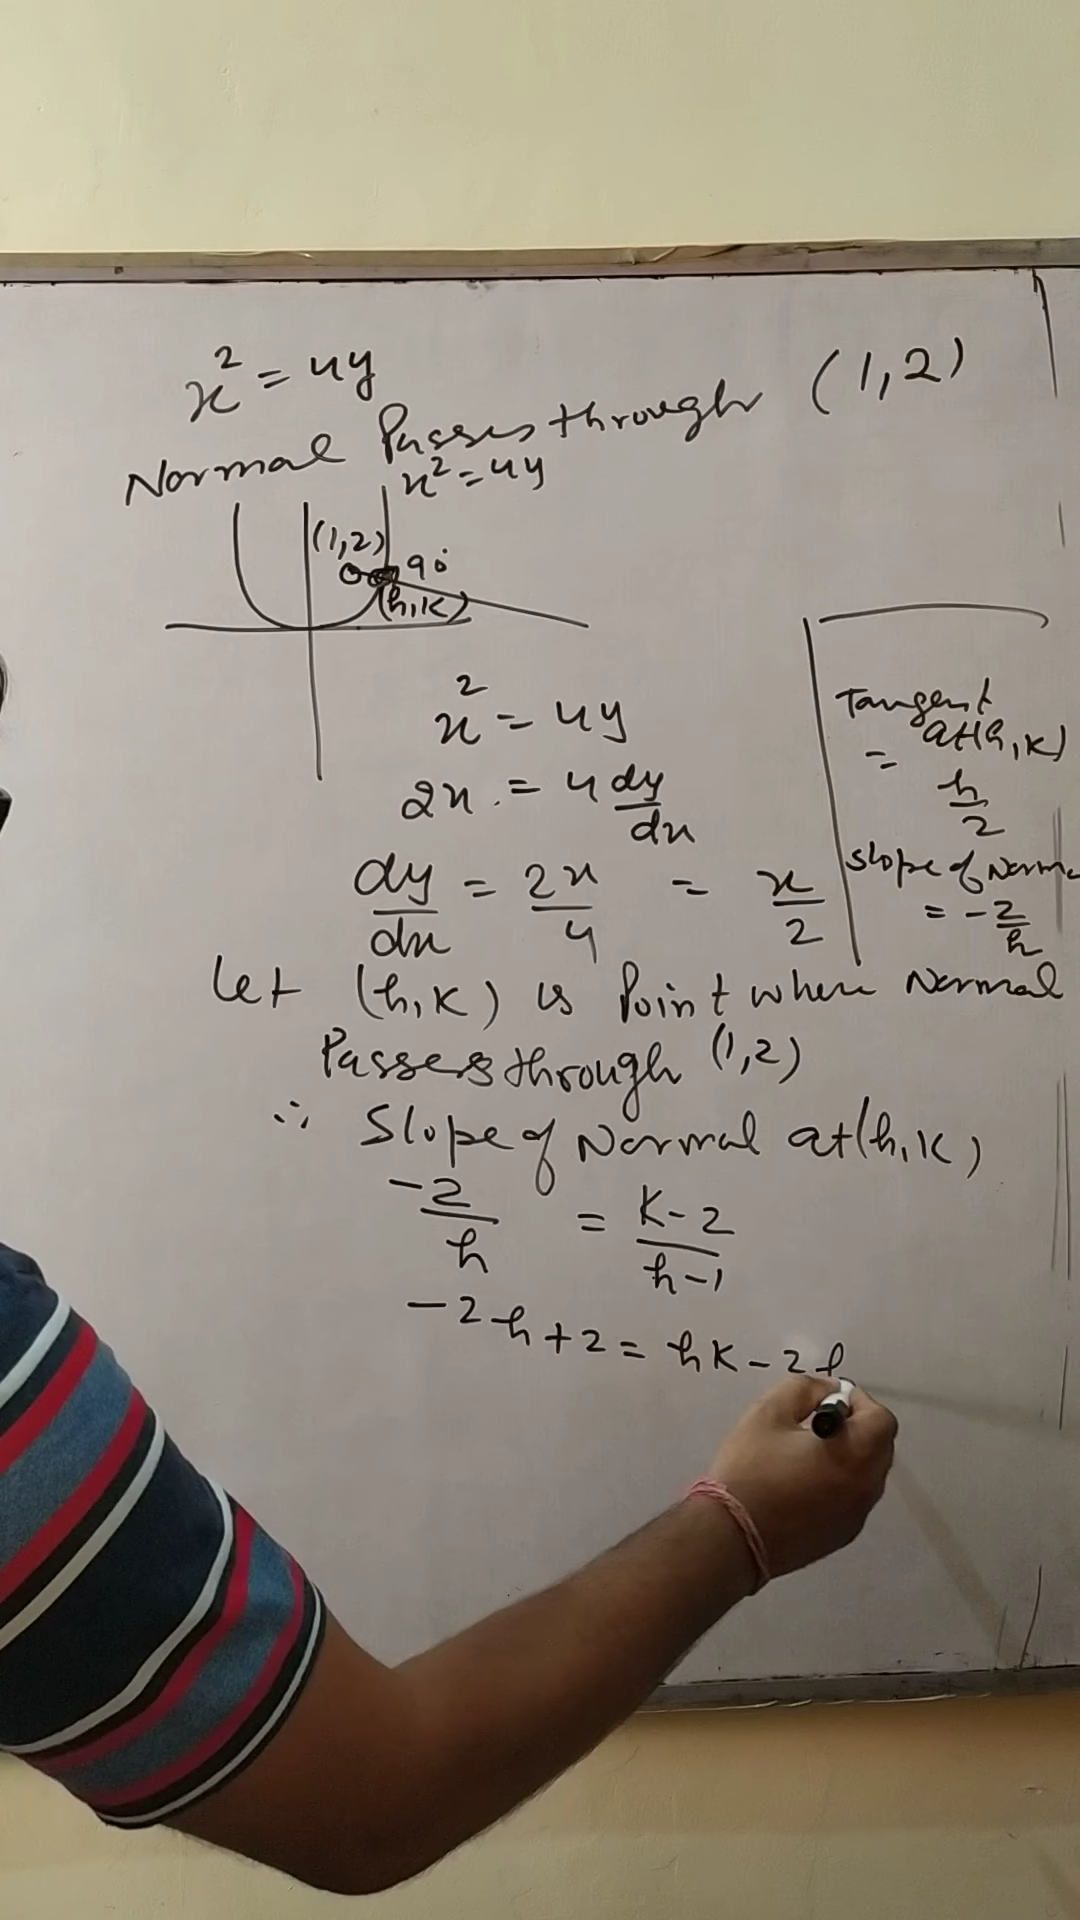 x² = 4y
Normal Passes through (1,2)
x² = 4y
(1,2)
90°
(h,k)
x² = 4y
2x = 4 dy/dx
dy/dx = 2x/4 = x/2
Tangent
at (h,k)
= h/2
Slope of Norma
= -2/h
Let (h,k) is Point where Normal
Passes through (1,2)
∴ Slope of Normal at (h,k)
-2/h = k-2/h-1
-2h+2 = hk-2h